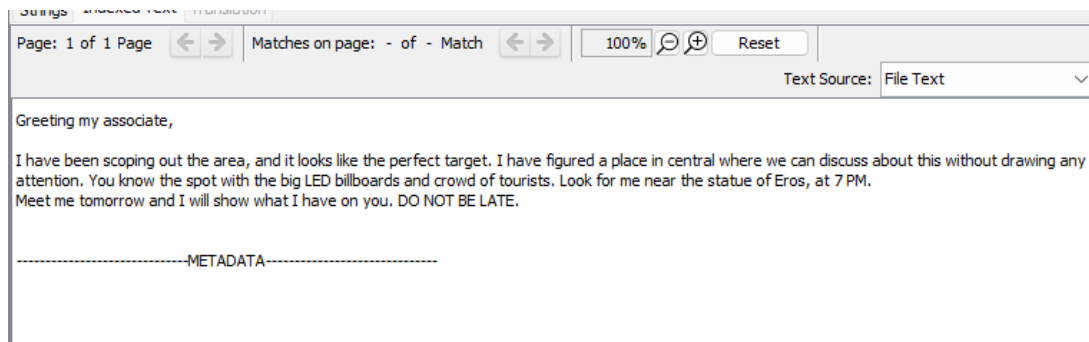 Strings Indexed Text Translation
Page: 1 of 1 Page Matches on page: - of - Match 100% Reset
Text Source: File Text
Greeting my associate,
I have been scoping out the area, and it looks like the perfect target. I have figured a place in central where we can discuss about this without drawing any
attention. You know the spot with the big LED billboards and crowd of tourists. Look for me near the statue of Eros, at 7 PM.
Meet me tomorrow and I will show what I have on you. DO NOT BE LATE.
------------------------------METADATA------------------------------